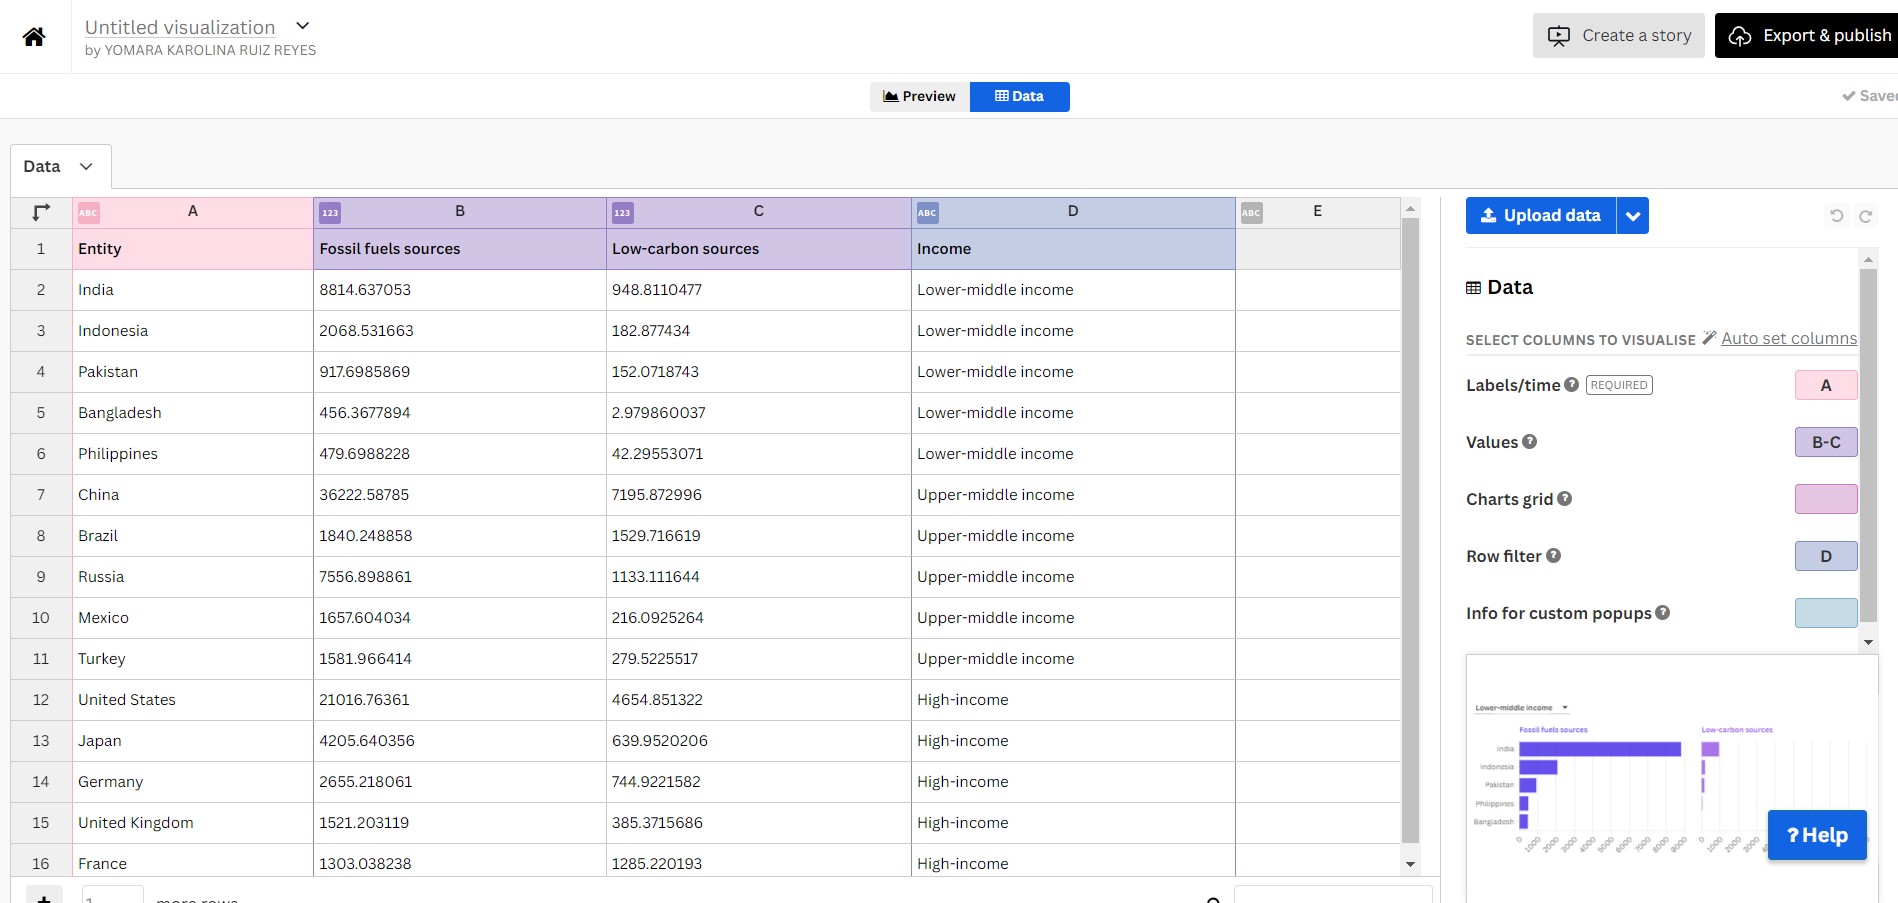 Untitled visualization
by YOMARA KAROLINA RUIZ REYES
Create a story
Export & publish
Preview
Data
Saved
Data
ABC A 123 B 123 C ABC D ABC E
1 Entity Fossil fuels sources Low-carbon sources Income
2 India 8814.637053 948.8110477 Lower-middle income
3 Indonesia 2068.531663 182.877434 Lower-middle income
4 Pakistan 917.6985869 152.0718743 Lower-middle income
5 Bangladesh 456.3677894 2.979860037 Lower-middle income
6 Philippines 479.6988228 42.29553071 Lower-middle income
7 China 36222.58785 7195.872996 Upper-middle income
8 Brazil 1840.248858 1529.716619 Upper-middle income
9 Russia 7556.898861 1133.111644 Upper-middle income
10 Mexico 1657.604034 216.0925264 Upper-middle income
11 Turkey 1581.966414 279.5225517 Upper-middle income
12 United States 21016.76361 4654.851322 High-income
13 Japan 4205.640356 639.9520206 High-income
14 Germany 2655.218061 744.9221582 High-income
15 United Kingdom 1521.203119 385.3715686 High-income
16 France 1303.038238 1285.220193 High-income
+ 1 more rows
Upload data
Data
SELECT COLUMNS TO VISUALISE Auto set columns
Labels/time ? REQUIRED A
Values ? B-C
Charts grid ?
Row filter ? D
Info for custom popups ?
Lower-middle income
Fossil fuels sources Low-carbon sources
India
Indonesia
Pakistan
Philippines
Bangladesh
0 1000 2000 3000 4000 5000 6000 7000 8000 9000 0 1000 2000 3000
? Help